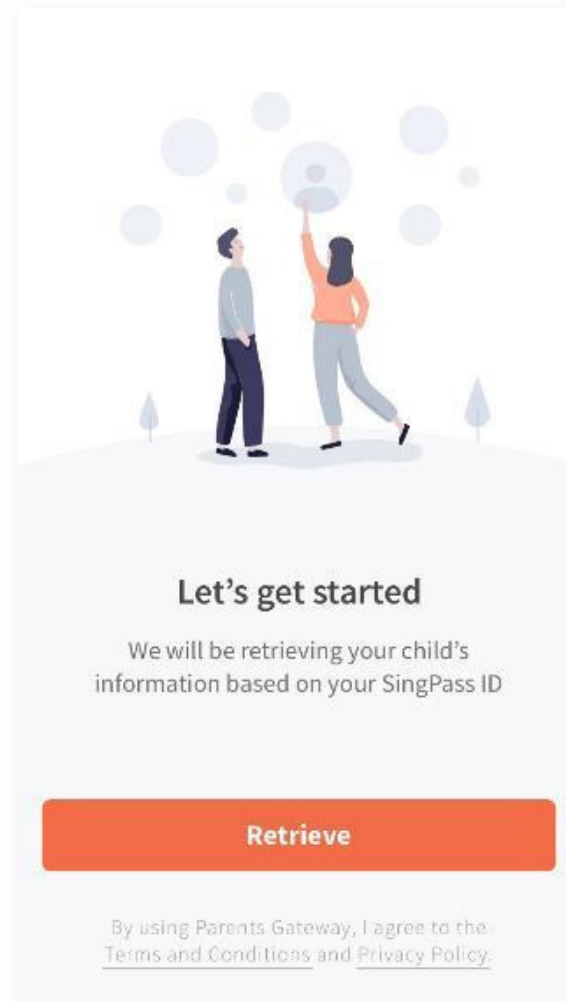 Let's get started
We will be retrieving your child's
information based on your SingPass ID
Retrieve
By using Parents Gateway, I agree to the
Terms and Conditions and Privacy Policy.